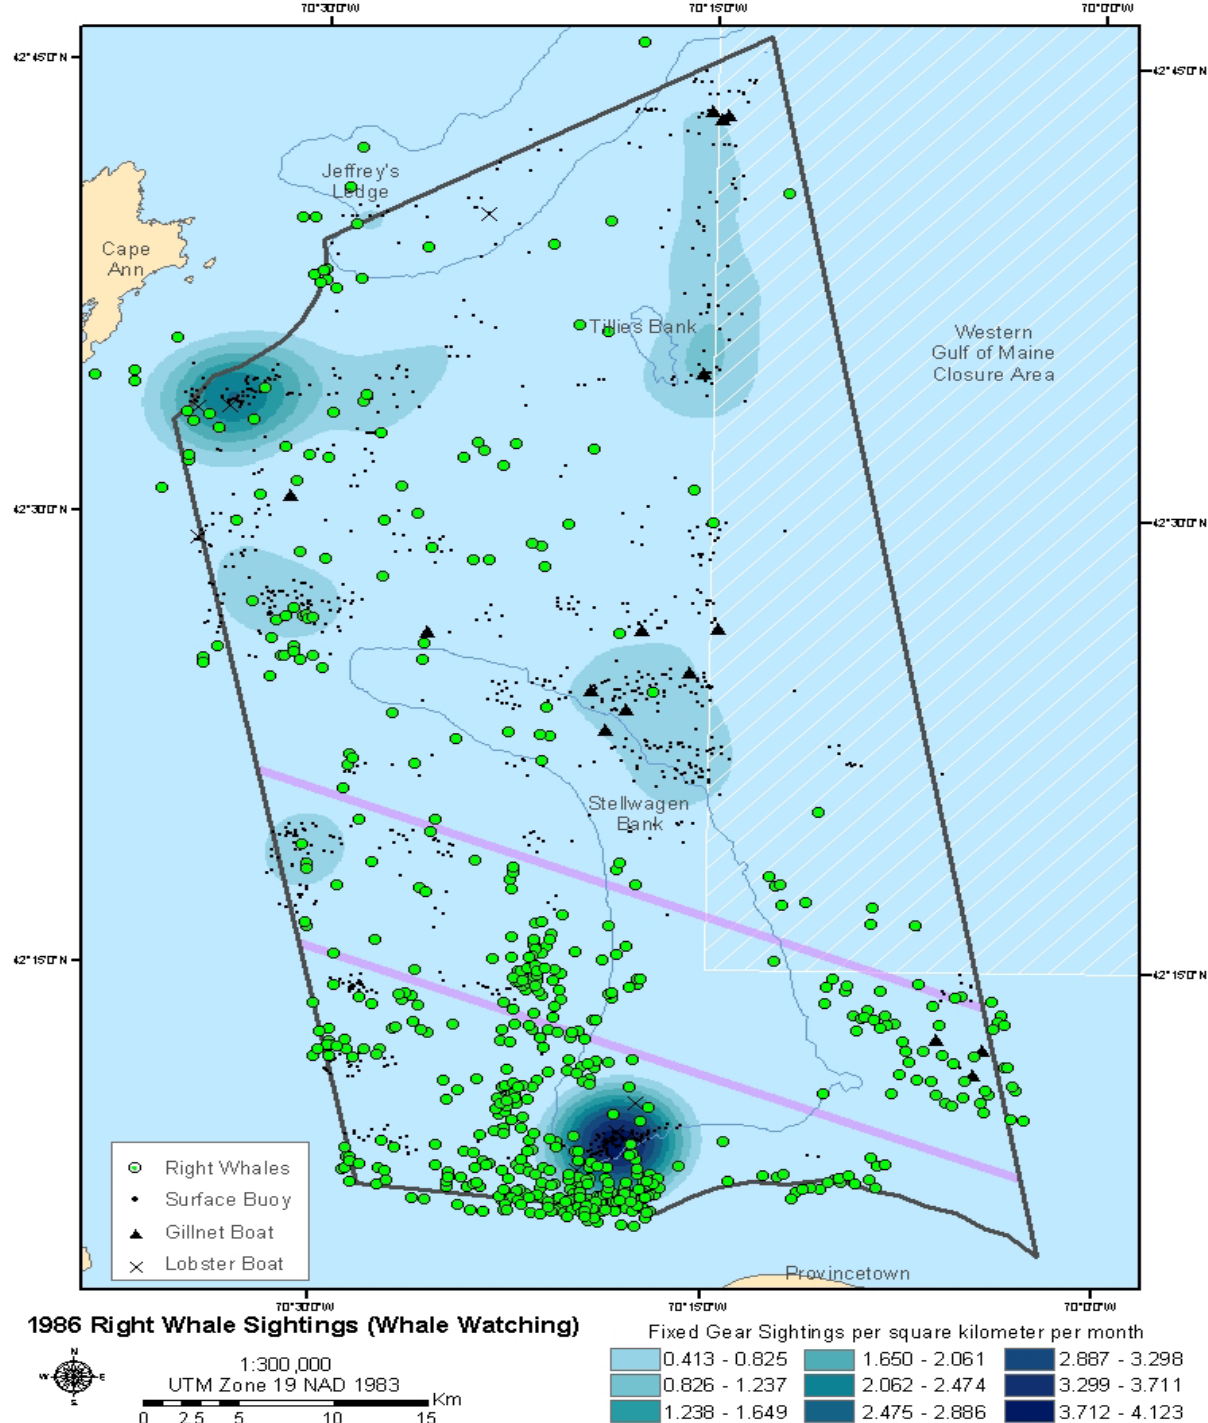 70°30'0"W 70°15'0"W 70°0'0"W
42°45'0"N 42°45'0"N
Jeffrey's
Ledge
Cape
Ann
Tillies Bank
Western
Gulf of Maine
Closure Area
42°30'0"N 42°30'0"N
Stellwagen
Bank
42°15'0"N 42°15'0"N
Right Whales
Surface Buoy
Gillnet Boat
Lobster Boat
Provincetown
70°30'0"W 70°15'0"W 70°0'0"W
1986 Right Whale Sightings (Whale Watching)
N
W E
S
1:300,000
UTM Zone 19 NAD 1983
Km
0 2.5 5 10 15
Fixed Gear Sightings per square kilometer per month
0.413 - 0.825 1.650 - 2.061 2.887 - 3.298
0.826 - 1.237 2.062 - 2.474 3.299 - 3.711
1.238 - 1.649 2.475 - 2.886 3.712 - 4.123